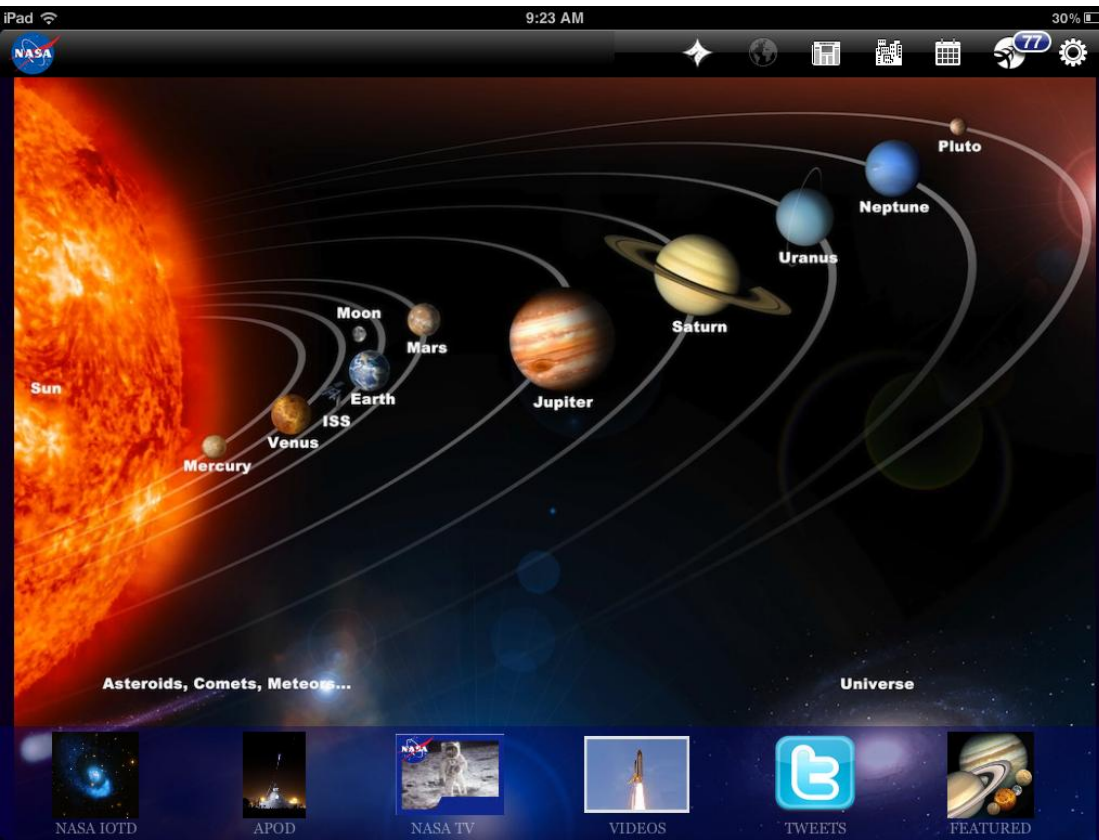 iPad
9:23 AM
30%
NASA
77
Pluto
Neptune
Uranus
Saturn
Moon
Mars
Sun
Earth
Jupiter
ISS
Venus
Mercury
Asteroids, Comets, Meteors...
Universe
NASA
NASA IOTD
APOD
NASA TV
VIDEOS
TWEETS
FEATURED